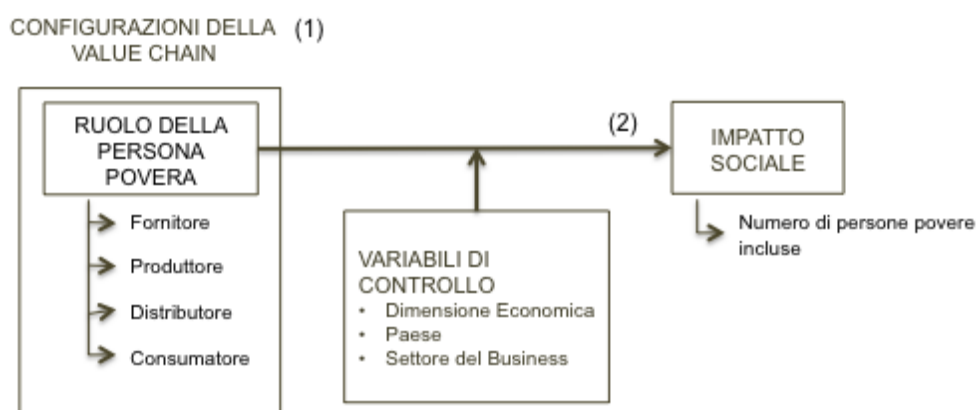 CONFIGURAZIONI DELLA (1)
VALUE CHAIN
RUOLO DELLA
PERSONA
POVERA
Fornitore
Produttore
Distributore
Consumatore
(2)
VARIABILI DI
CONTROLLO
• Dimensione Economica
• Paese
• Settore del Business
IMPATTO
SOCIALE
Numero di persone povere
incluse